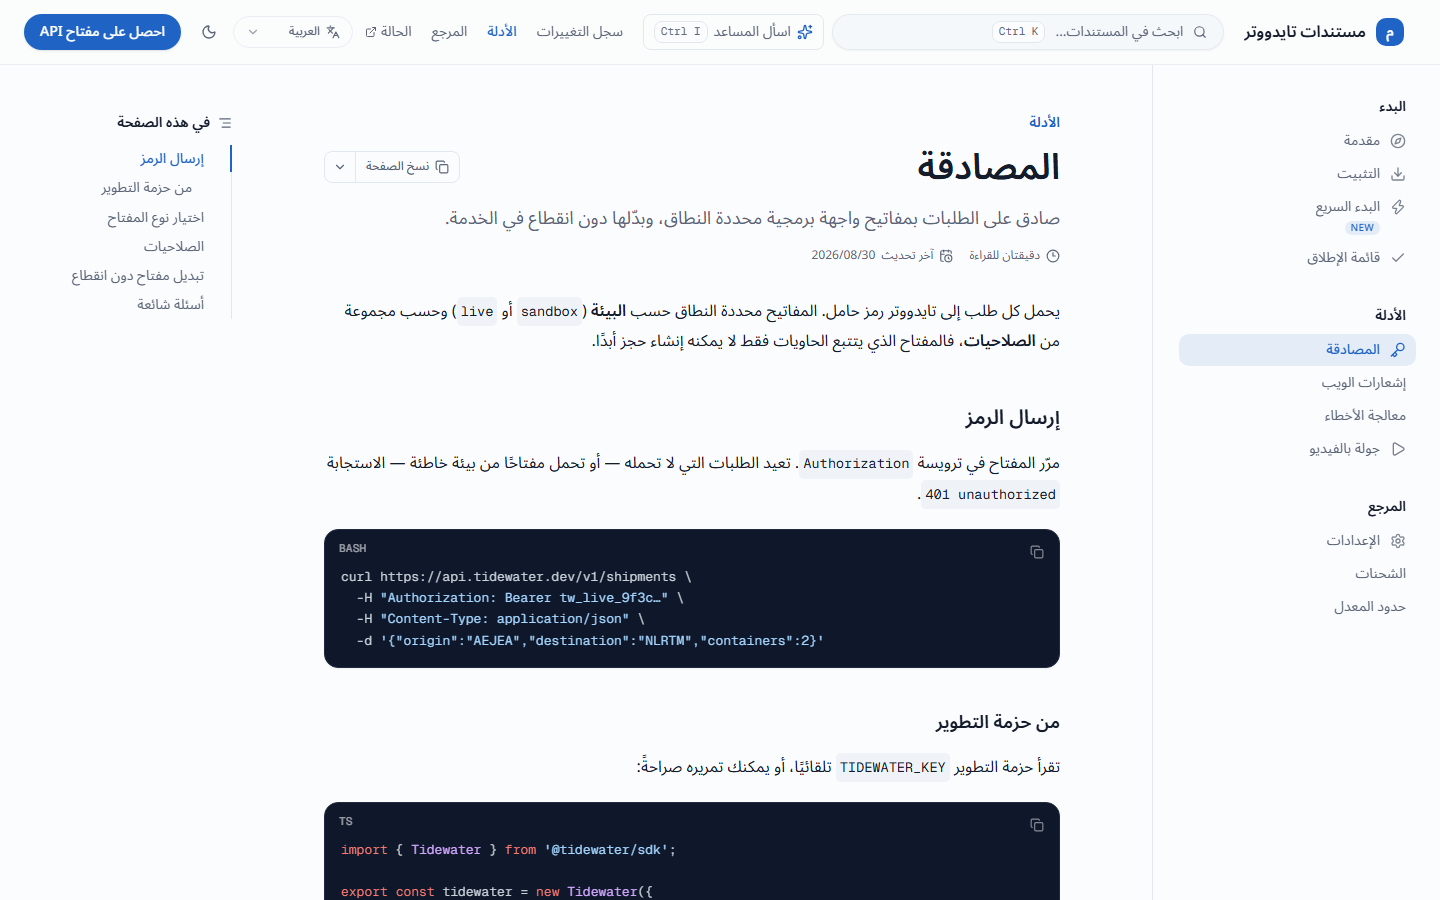 م مستندات تايدووتر
ابحث في المستندات... Ctrl K
اسأل المساعد Ctrl I
سجل التغييرات
الأدلة
المرجع
الحالة
العربية
احصل على مفتاح API
البدء
مقدمة
التثبيت
البدء السريع
NEW
قائمة الإطلاق
الأدلة
المصادقة
إشعارات الويب
معالجة الأخطاء
جولة بالفيديو
المرجع
الإعدادات
الشحنات
حدود المعدل
الأدلة
المصادقة
نسخ الصفحة
صادق على الطلبات بمفاتيح واجهة برمجية محددة النطاق، وبدّلها دون انقطاع في الخدمة.
دقيقتان للقراءة آخر تحديث 2026/08/30
يحمل كل طلب إلى تايدووتر رمز حامل. المفاتيح محددة النطاق حسب البيئة (sandbox أو live) وحسب مجموعة
من الصلاحيات، فالمفتاح الذي يتتبع الحاويات فقط لا يمكنه إنشاء حجز أبدًا.
إرسال الرمز
مرّر المفتاح في ترويسة Authorization. تعيد الطلبات التي لا تحمله — أو تحمل مفتاحًا من بيئة خاطئة — الاستجابة
401 unauthorized.
BASH
curl https://api.tidewater.dev/v1/shipments \
  -H "Authorization: Bearer tw_live_9f3c…" \
  -H "Content-Type: application/json" \
  -d '{"origin":"AEJEA","destination":"NLRTM","containers":2}'
من حزمة التطوير
تقرأ حزمة التطوير TIDEWATER_KEY تلقائيًا، أو يمكنك تمريره صراحةً:
TS
import { Tidewater } from '@tidewater/sdk';
export const tidewater = new Tidewater({
في هذه الصفحة
إرسال الرمز
من حزمة التطوير
اختيار نوع المفتاح
الصلاحيات
تبديل مفتاح دون انقطاع
أسئلة شائعة